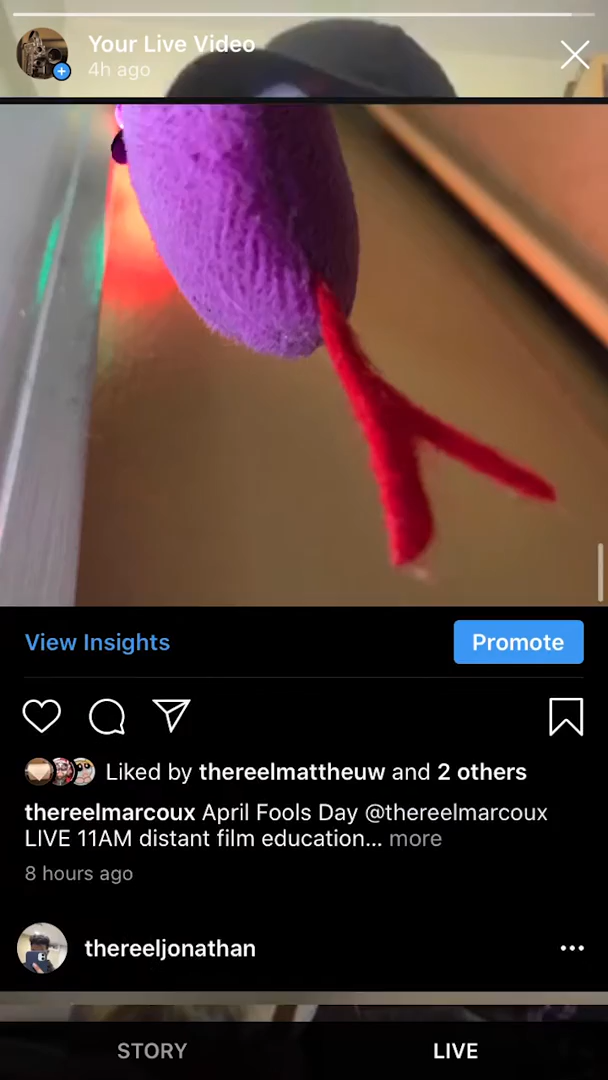 Your Live Video
4h ago
View Insights
Promote
Liked by thereelmattheuw and 2 others
thereelmarcoux April Fools Day @thereelmarcoux
LIVE 11AM distant film education... more
8 hours ago
thereeljonathan
STORY
LIVE